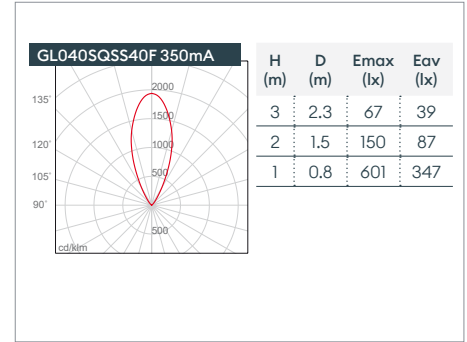 GL040SQSS40F 350mA
2000
135°
1500
120°
1000
105°
500
90°
500
cd/klm
H D Emax Eav
(m) (m) (lx) (lx)
3 2.3 67 39
2 1.5 150 87
1 0.8 601 347